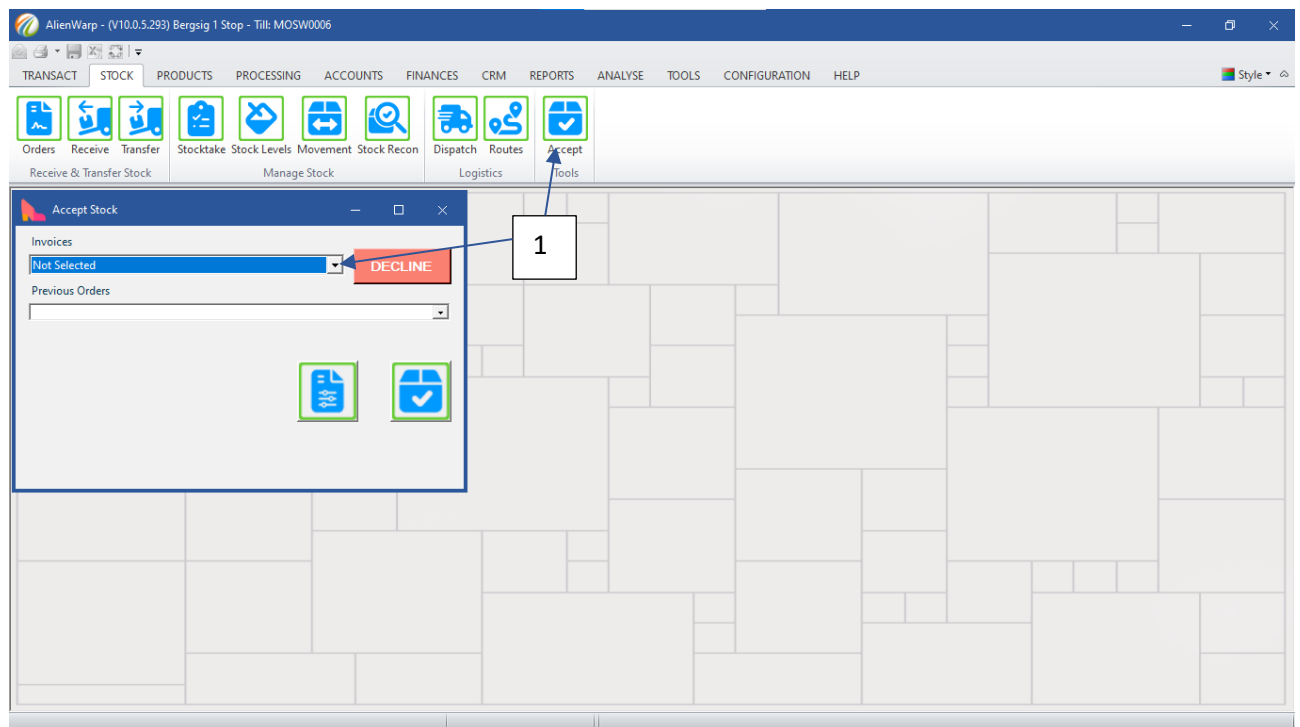 AlienWarp - (V10.0.5.293) Bergsig 1 Stop - Till: MOSW0006
TRANSACT STOCK PRODUCTS PROCESSING ACCOUNTS FINANCES CRM REPORTS ANALYSE TOOLS CONFIGURATION HELP Style
Orders Receive Transfer Stocktake Stock Levels Movement Stock Recon Dispatch Routes Accept
Receive & Transfer Stock Manage Stock Logistics Tools
Accept Stock
Invoices
Not Selected DECLINE
Previous Orders
1